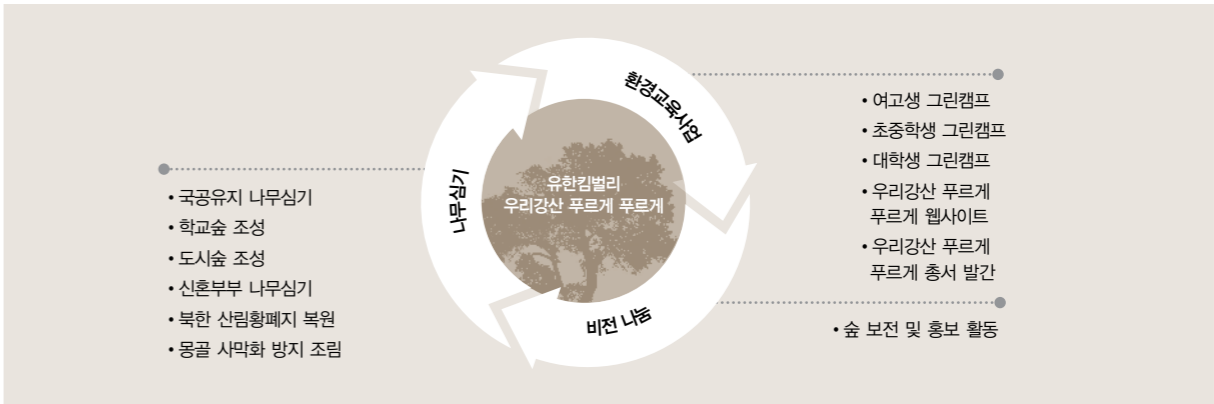 유한킴벌리
우리강산 푸르게 푸르게
나무심기
• 국공유지 나무심기
• 학교숲 조성
• 도시숲 조성
• 신혼부부 나무심기
• 북한 산림황폐지 복원
• 몽골 사막화 방지 조림
환경교육사업
• 여고생 그린캠프
• 초중학생 그린캠프
• 대학생 그린캠프
• 우리강산 푸르게
푸르게 웹사이트
• 우리강산 푸르게
푸르게 총서 발간
비전 나눔
• 숲 보전 및 홍보 활동